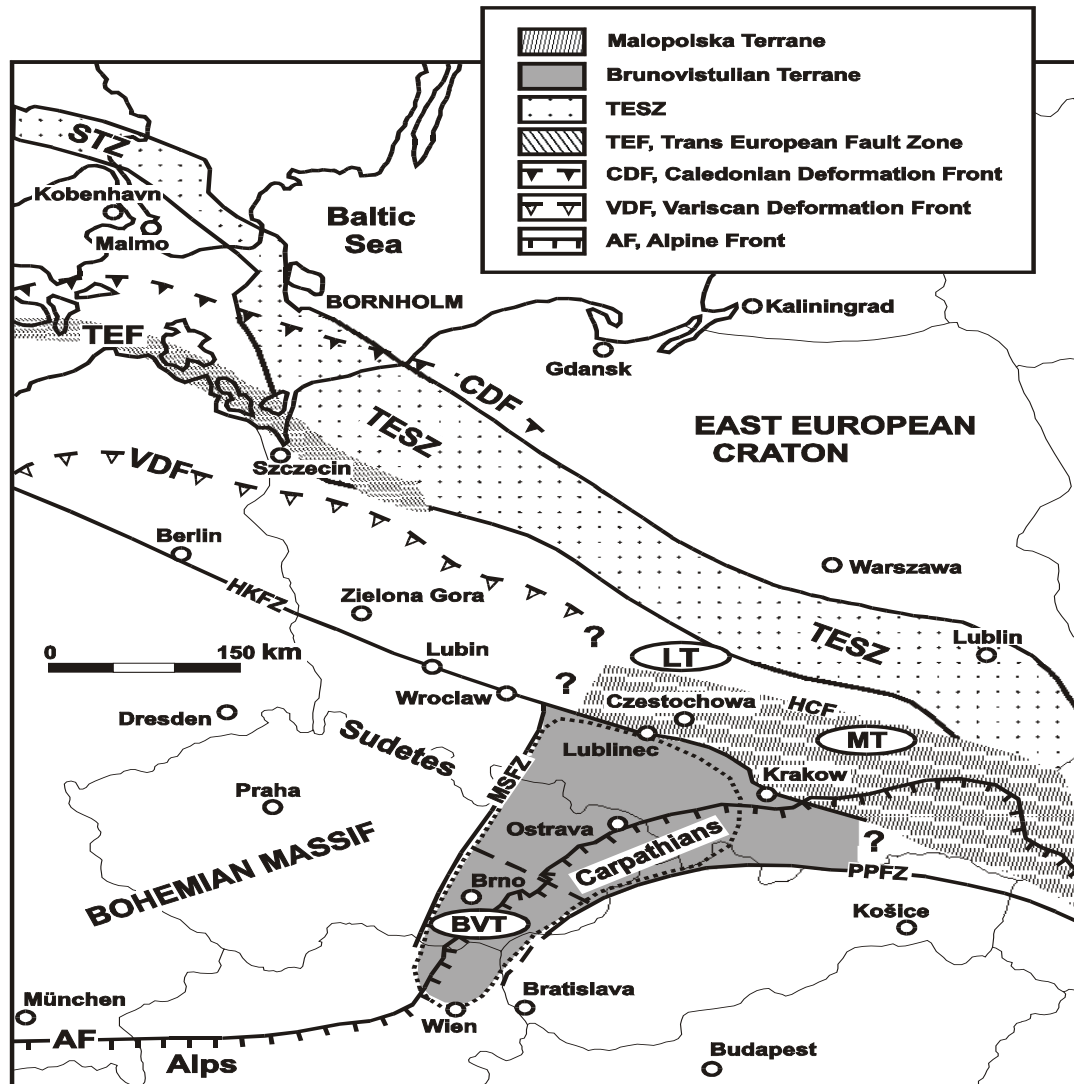 Malopolska Terrane
Brunovistulian Terrane
TESZ
TEF, Trans European Fault Zone
CDF, Caledonian Deformation Front
VDF, Variscan Deformation Front
AF, Alpine Front
STZ
Kobenhavn
Malmo
Baltic
Sea
BORNHOLM
Kaliningrad
TEF
Gdansk
CDF
TESZ
EAST EUROPEAN
CRATON
VDF
Szczecin
Berlin
HKFZ
Zielona Gora
Warszawa
?
TESZ
Lublin
0 150 km
Lubin
LT
?
Wroclaw
Czestochowa
HCF
Dresden
Sudetes
Lublinec
MT
MSFZ
Krakow
Praha
Ostrava
Carpathians
?
BOHEMIAN MASSIF
PPFZ
Brno
BVT
Košice
München
Bratislava
Wien
AF
Alps
Budapest